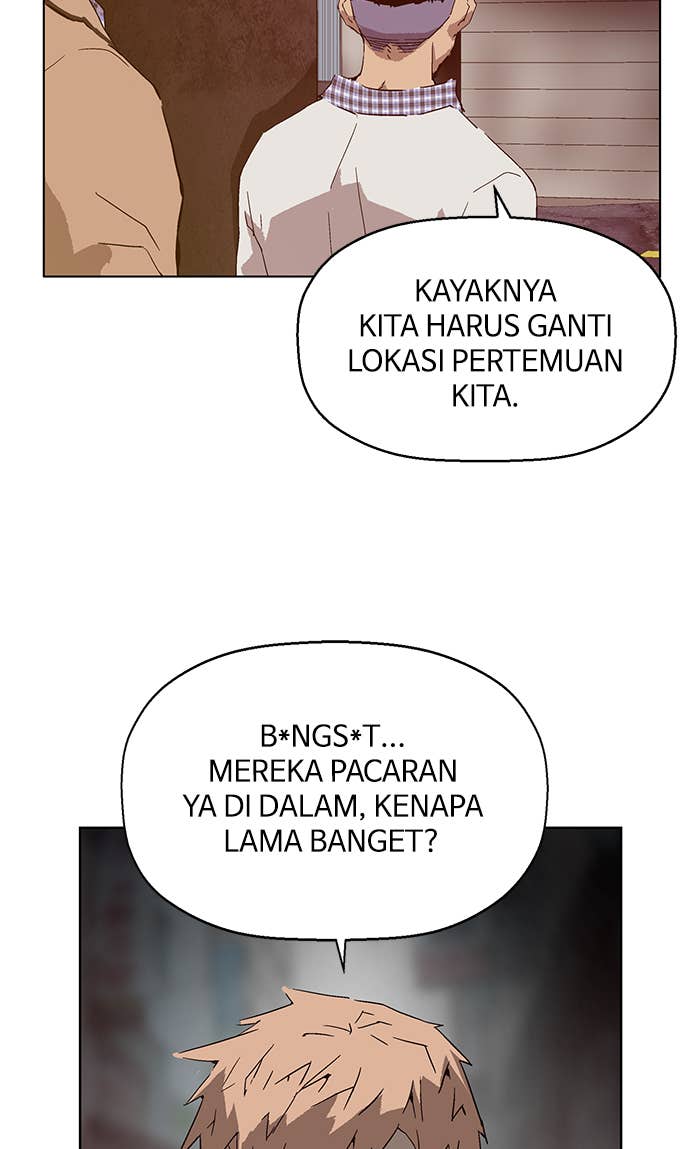 KAYAKNYA
KITA HARUS GANTI
LOKASI PERTEMUAN
KITA.
B*NGS*T...
MEREKA PACARAN
YA DI DALAM, KENAPA
LAMA BANGET?